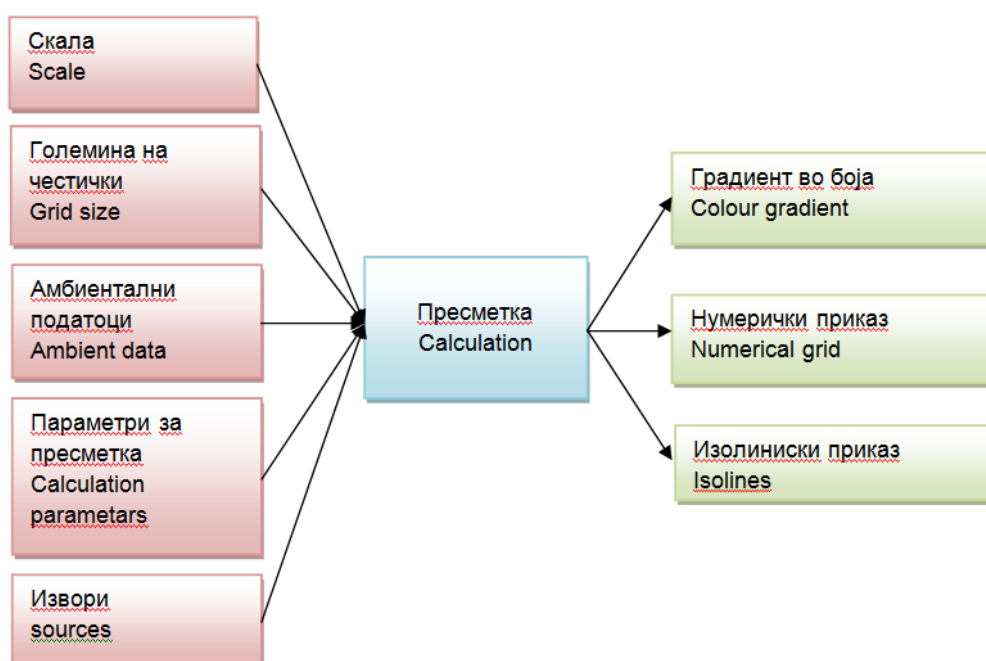 Скала
Scale
Големина на
честички
Grid size
Амбиентални
податоци
Ambient data
Параметри за
пресметка
Calculation
parametars
Извори
sources
Пресметка
Calculation
Градиент во боја
Colour gradient
Нумерички приказ
Numerical grid
Изолиниски приказ
Isolines